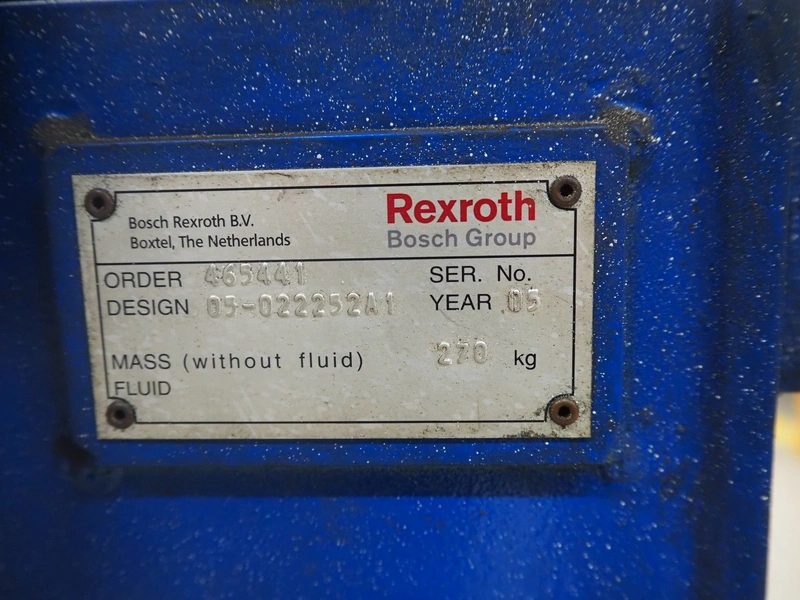 Bosch Rexroth B.V.
Boxtel, The Netherlands
Rexroth
Bosch Group
ORDER 465441 SER. No.
DESIGN 05-022252A1 YEAR 05
MASS (without fluid) 270 kg
FLUID